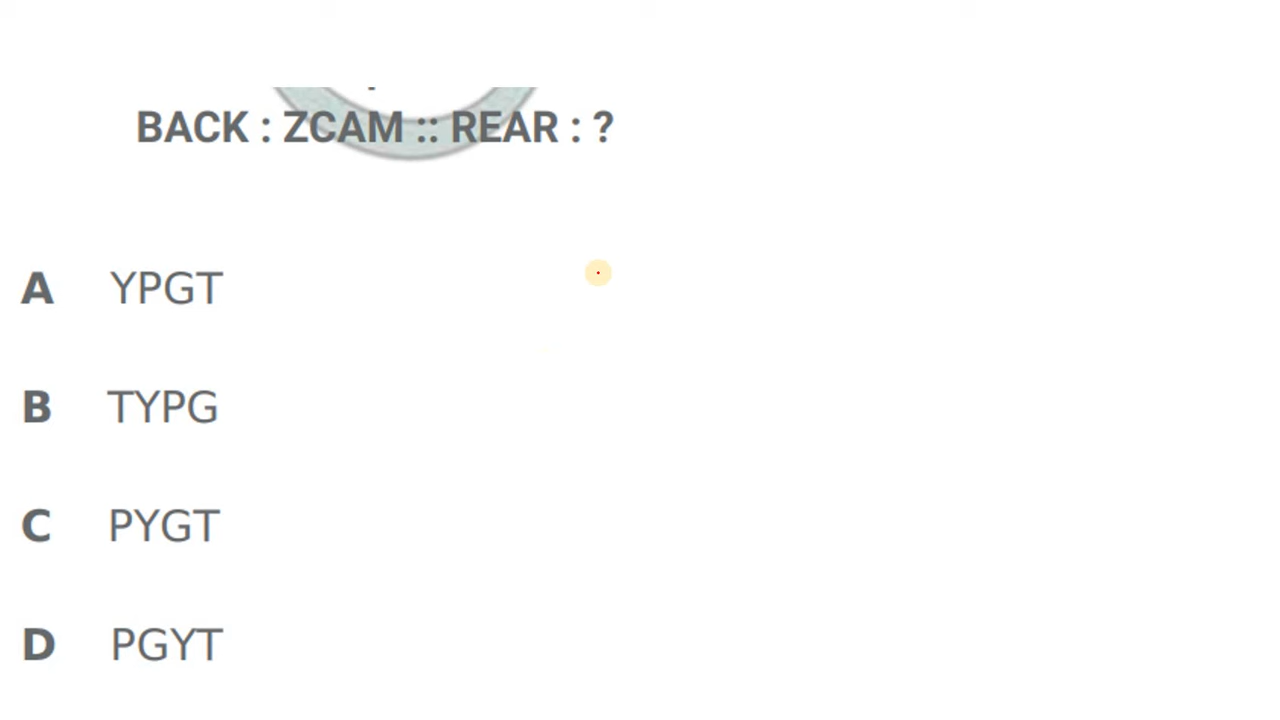 BACK : ZCAM :: REAR : ?
A YPGT
B TYPG
C PYGT
D PGYT